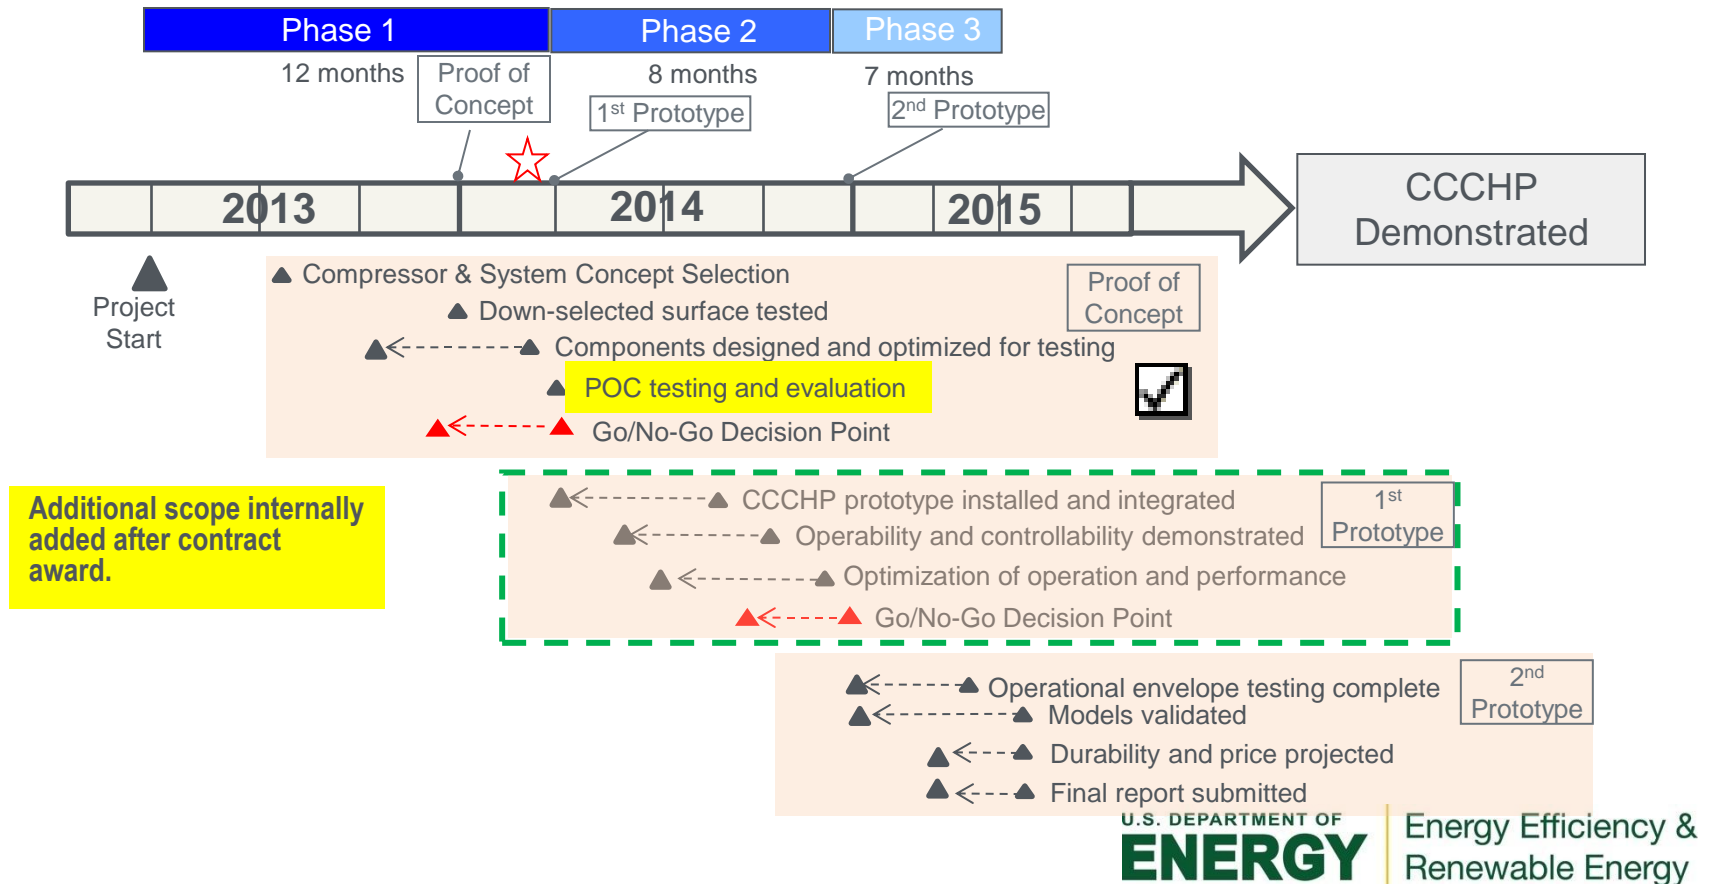 Phase 1
Phase 2
Phase 3
12 months
8 months
7 months
Proof of
Concept
1st Prototype
2nd Prototype
2013
2014
2015
CCCHP
Demonstrated
Project
Start
Compressor & System Concept Selection
Down-selected surface tested
Components designed and optimized for testing
POC testing and evaluation
Go/No-Go Decision Point
Proof of
Concept
Additional scope internally
added after contract
award.
CCCHP prototype installed and integrated
Operability and controllability demonstrated
Optimization of operation and performance
Go/No-Go Decision Point
1st
Prototype
Operational envelope testing complete
Models validated
Durability and price projected
Final report submitted
2nd
Prototype
U.S. DEPARTMENT OF
ENERGY
Energy Efficiency &
Renewable Energy